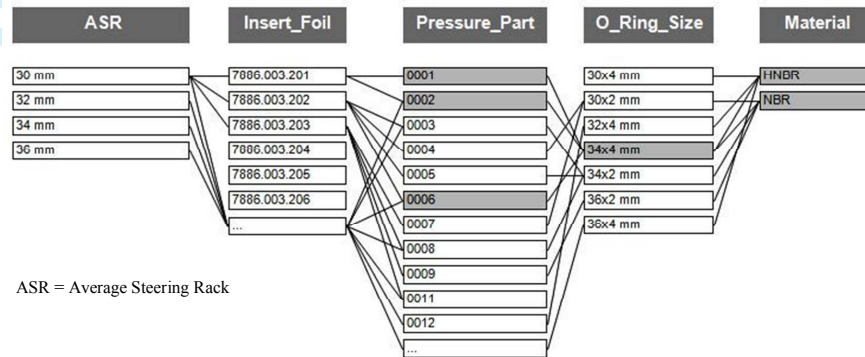 ASR Insert_Foil Pressure_Part O_Ring_Size Material
30 mm 7886.003.201 0001 30x4 mm HNBR
32 mm 7886.003.202 0002 30x2 mm NBR
34 mm 7886.003.203 0003 32x4 mm
36 mm 7886.003.204 0004 34x4 mm
7886.003.205 0005 34x2 mm
7886.003.206 0006 36x2 mm
... 0007 36x4 mm
0008
0009
0011
0012
...
ASR = Average Steering Rack